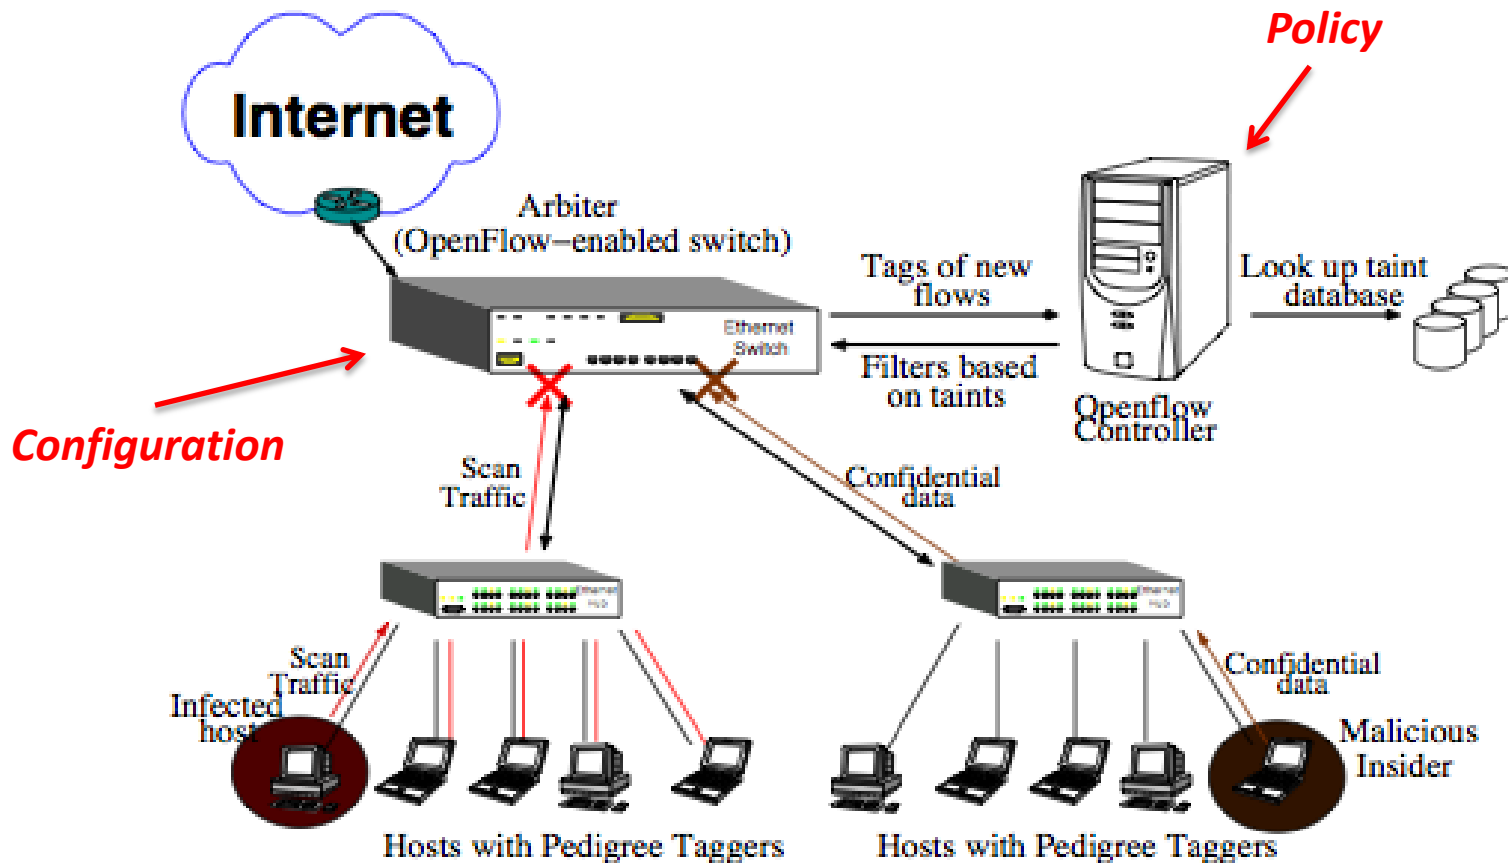 Policy
Internet
Arbiter
(OpenFlow−enabled switch)
Tags of new
flows
Look up taint
database
Ethernet
Switch
Filters based
on taints
Openflow
Controller
Configuration
Scan
Traffic
Confidential
data
Ethernet
Ethernet
Scan
Traffic
Infected
host
Confidential
data
Malicious
Insider
Hosts with Pedigree Taggers
Hosts with Pedigree Taggers